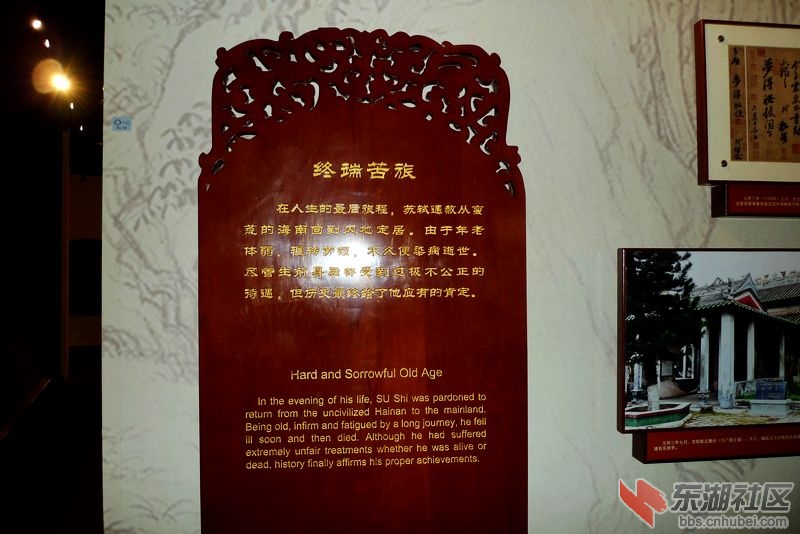 终端苦旅
在人生的最后旅程，苏轼遇赦从蛮
荒的海南回到内地定居。由于年老
体弱，辗转劳顿，不久便染病逝世。
尽管生前身后都受到过极不公正的
待遇，但历史最终给了他应有的肯定。
Hard and Sorrowful Old Age
In the evening of his life, SU Shi was pardoned to
return from the uncivilized Hainan to the mainland.
Being old, infirm and fatigued by a long journey, he fell
ill soon and then died. Although he had suffered
extremely unfair treatments whether he was alive or
dead, history finally affirms his proper achievements.
东湖社区
bbs.cnhubei.com